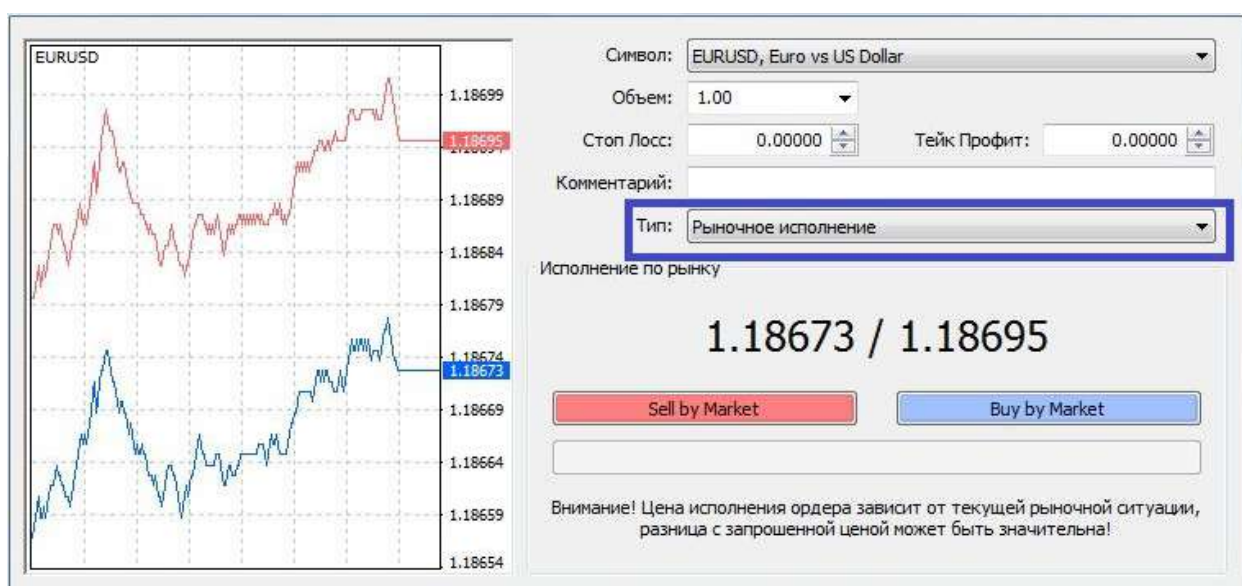 EURUSD
1.18699
1.18695
1.18689
1.18684
1.18679
1.18674
1.18673
1.18669
1.18664
1.18659
1.18654
Символ: EURUSD, Euro vs US Dollar
Объем: 1.00
Стоп Лосс: 0.00000 Тейк Профит: 0.00000
Комментарий:
Тип: Рыночное исполнение
Исполнение по рынку
1.18673 / 1.18695
Sell by Market Buy by Market
Внимание! Цена исполнения ордера зависит от текущей рыночной ситуации,
разница с запрошенной ценой может быть значительна!